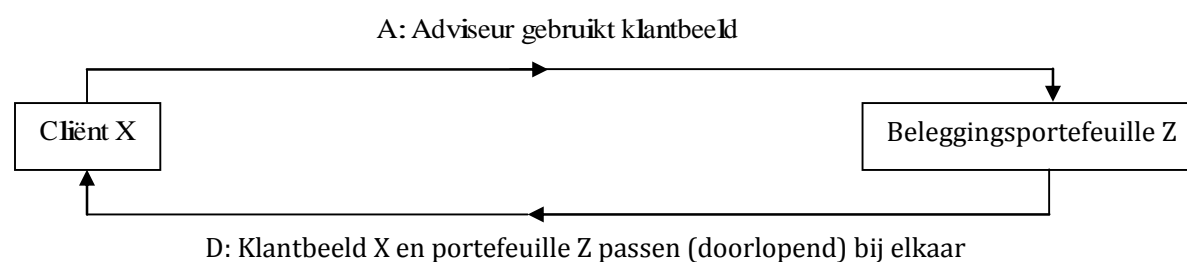 A: Adviseur gebruikt klantbeeld
Cliënt X
Beleggingsportefeuille Z
D: Klantbeeld X en portefeuille Z passen (doorlopend) bij elkaar